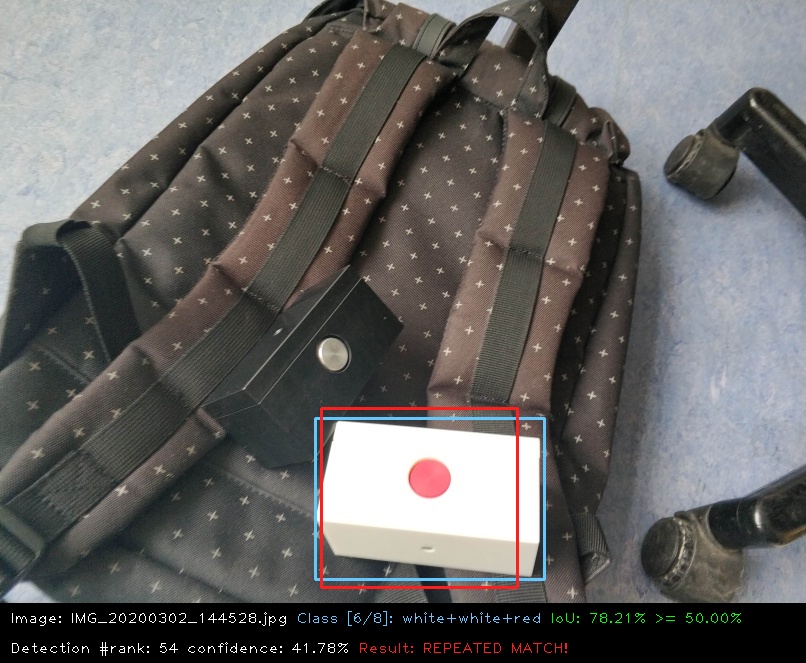 Image: IMG_20200302_144528.jpg Class [6/8]: white+white+red IoU: 78.21% >= 50.00%
Detection #rank: 54 confidence: 41.78% Result: REPEATED MATCH!